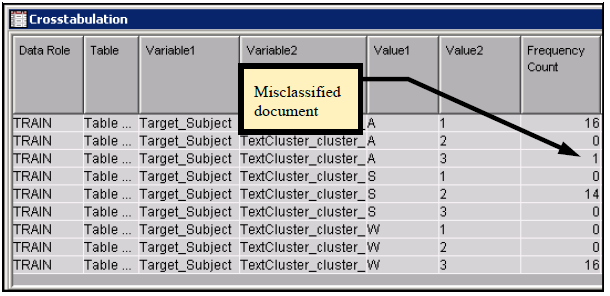 Crosstabulation
Data Role Table Variable1 Variable2 Value1 Value2 Frequency
Count
Misclassified
document
TRAIN Table ... Target_Subject A 1 16
TRAIN Table ... Target_Subject TextCluster_cluster_ A 2 0
TRAIN Table ... Target_Subject TextCluster_cluster_ A 3 1
TRAIN Table ... Target_Subject TextCluster_cluster_ S 1 0
TRAIN Table ... Target_Subject TextCluster_cluster_ S 2 14
TRAIN Table ... Target_Subject TextCluster_cluster_ S 3 0
TRAIN Table ... Target_Subject TextCluster_cluster_ W 1 0
TRAIN Table ... Target_Subject TextCluster_cluster_ W 2 0
TRAIN Table ... Target_Subject TextCluster_cluster_ W 3 16